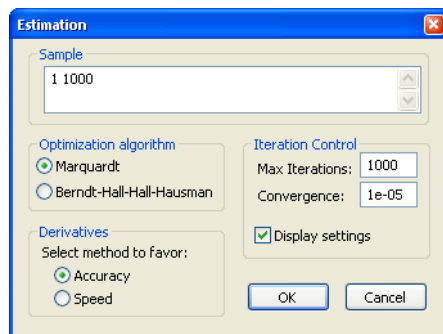 Estimation
Sample
1 1000
Optimization algorithm
Marquardt
Berndt-Hall-Hall-Hausman
Derivatives
Select method to favor:
Accuracy
Speed
Iteration Control
Max Iterations: 1000
Convergence: 1e-05
Display settings
OK
Cancel